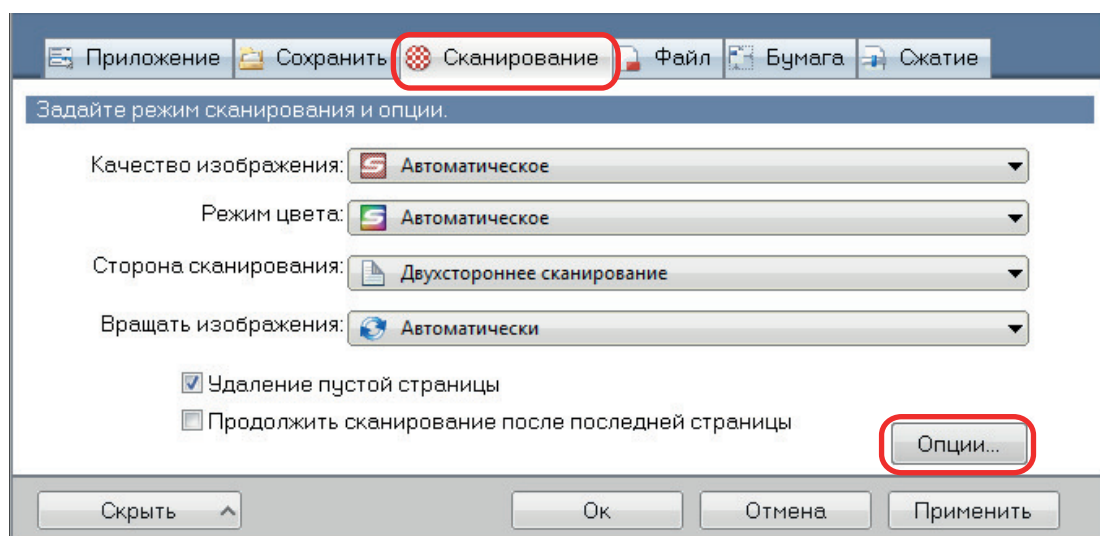 Приложение Сохранить Сканирование Файл Бумага Сжатие
Задайте режим сканирования и опции.
Качество изображения: Автоматическое
Режим цвета: Автоматическое
Сторона сканирования: Двухстороннее сканирование
Вращать изображения: Автоматически
Удаление пустой страницы
Продолжить сканирование после последней страницы
Опции...
Скрыть Ок Отмена Применить